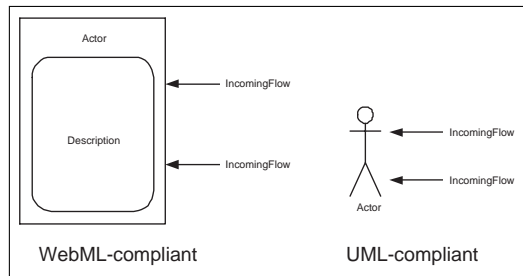 Actor
IncomingFlow
Description
IncomingFlow
WebML-compliant
IncomingFlow
IncomingFlow
Actor
UML-compliant